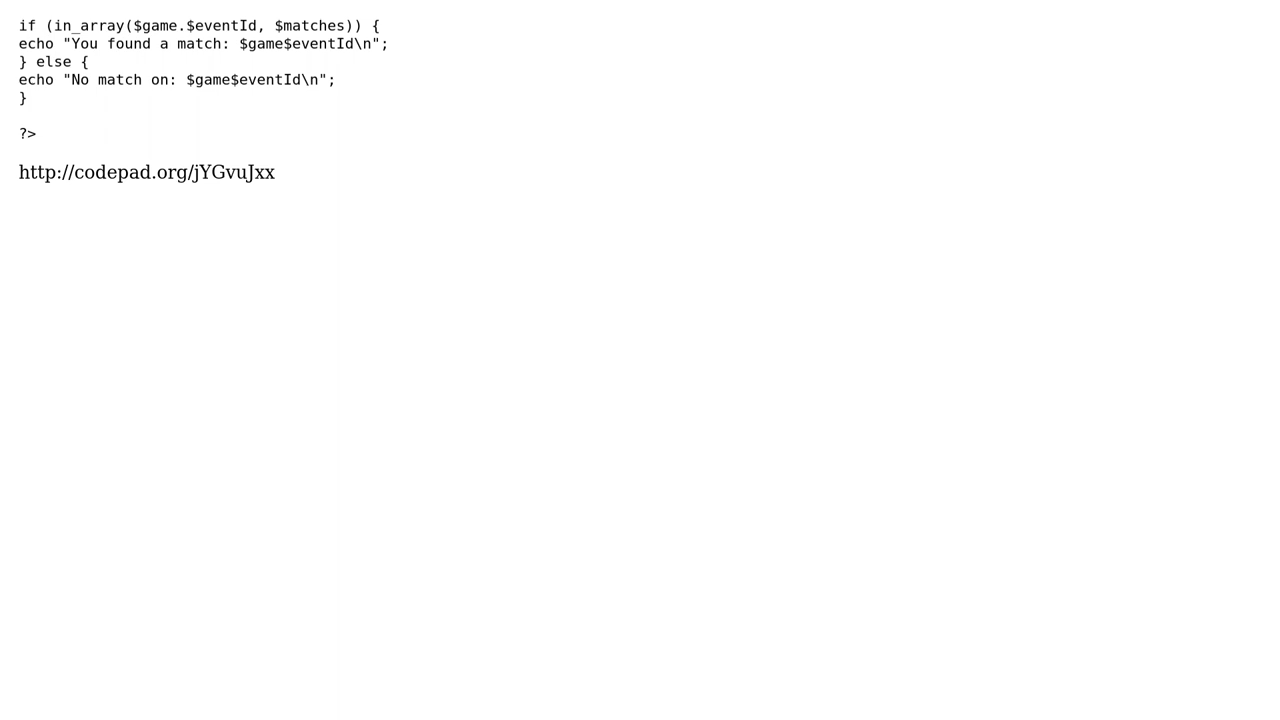 if (in_array($game.$eventId, $matches)) {
echo "You found a match: $game$eventId\n";
} else {
echo "No match on: $game$eventId\n";
}
?>
http://codepad.org/jYGvuJxx